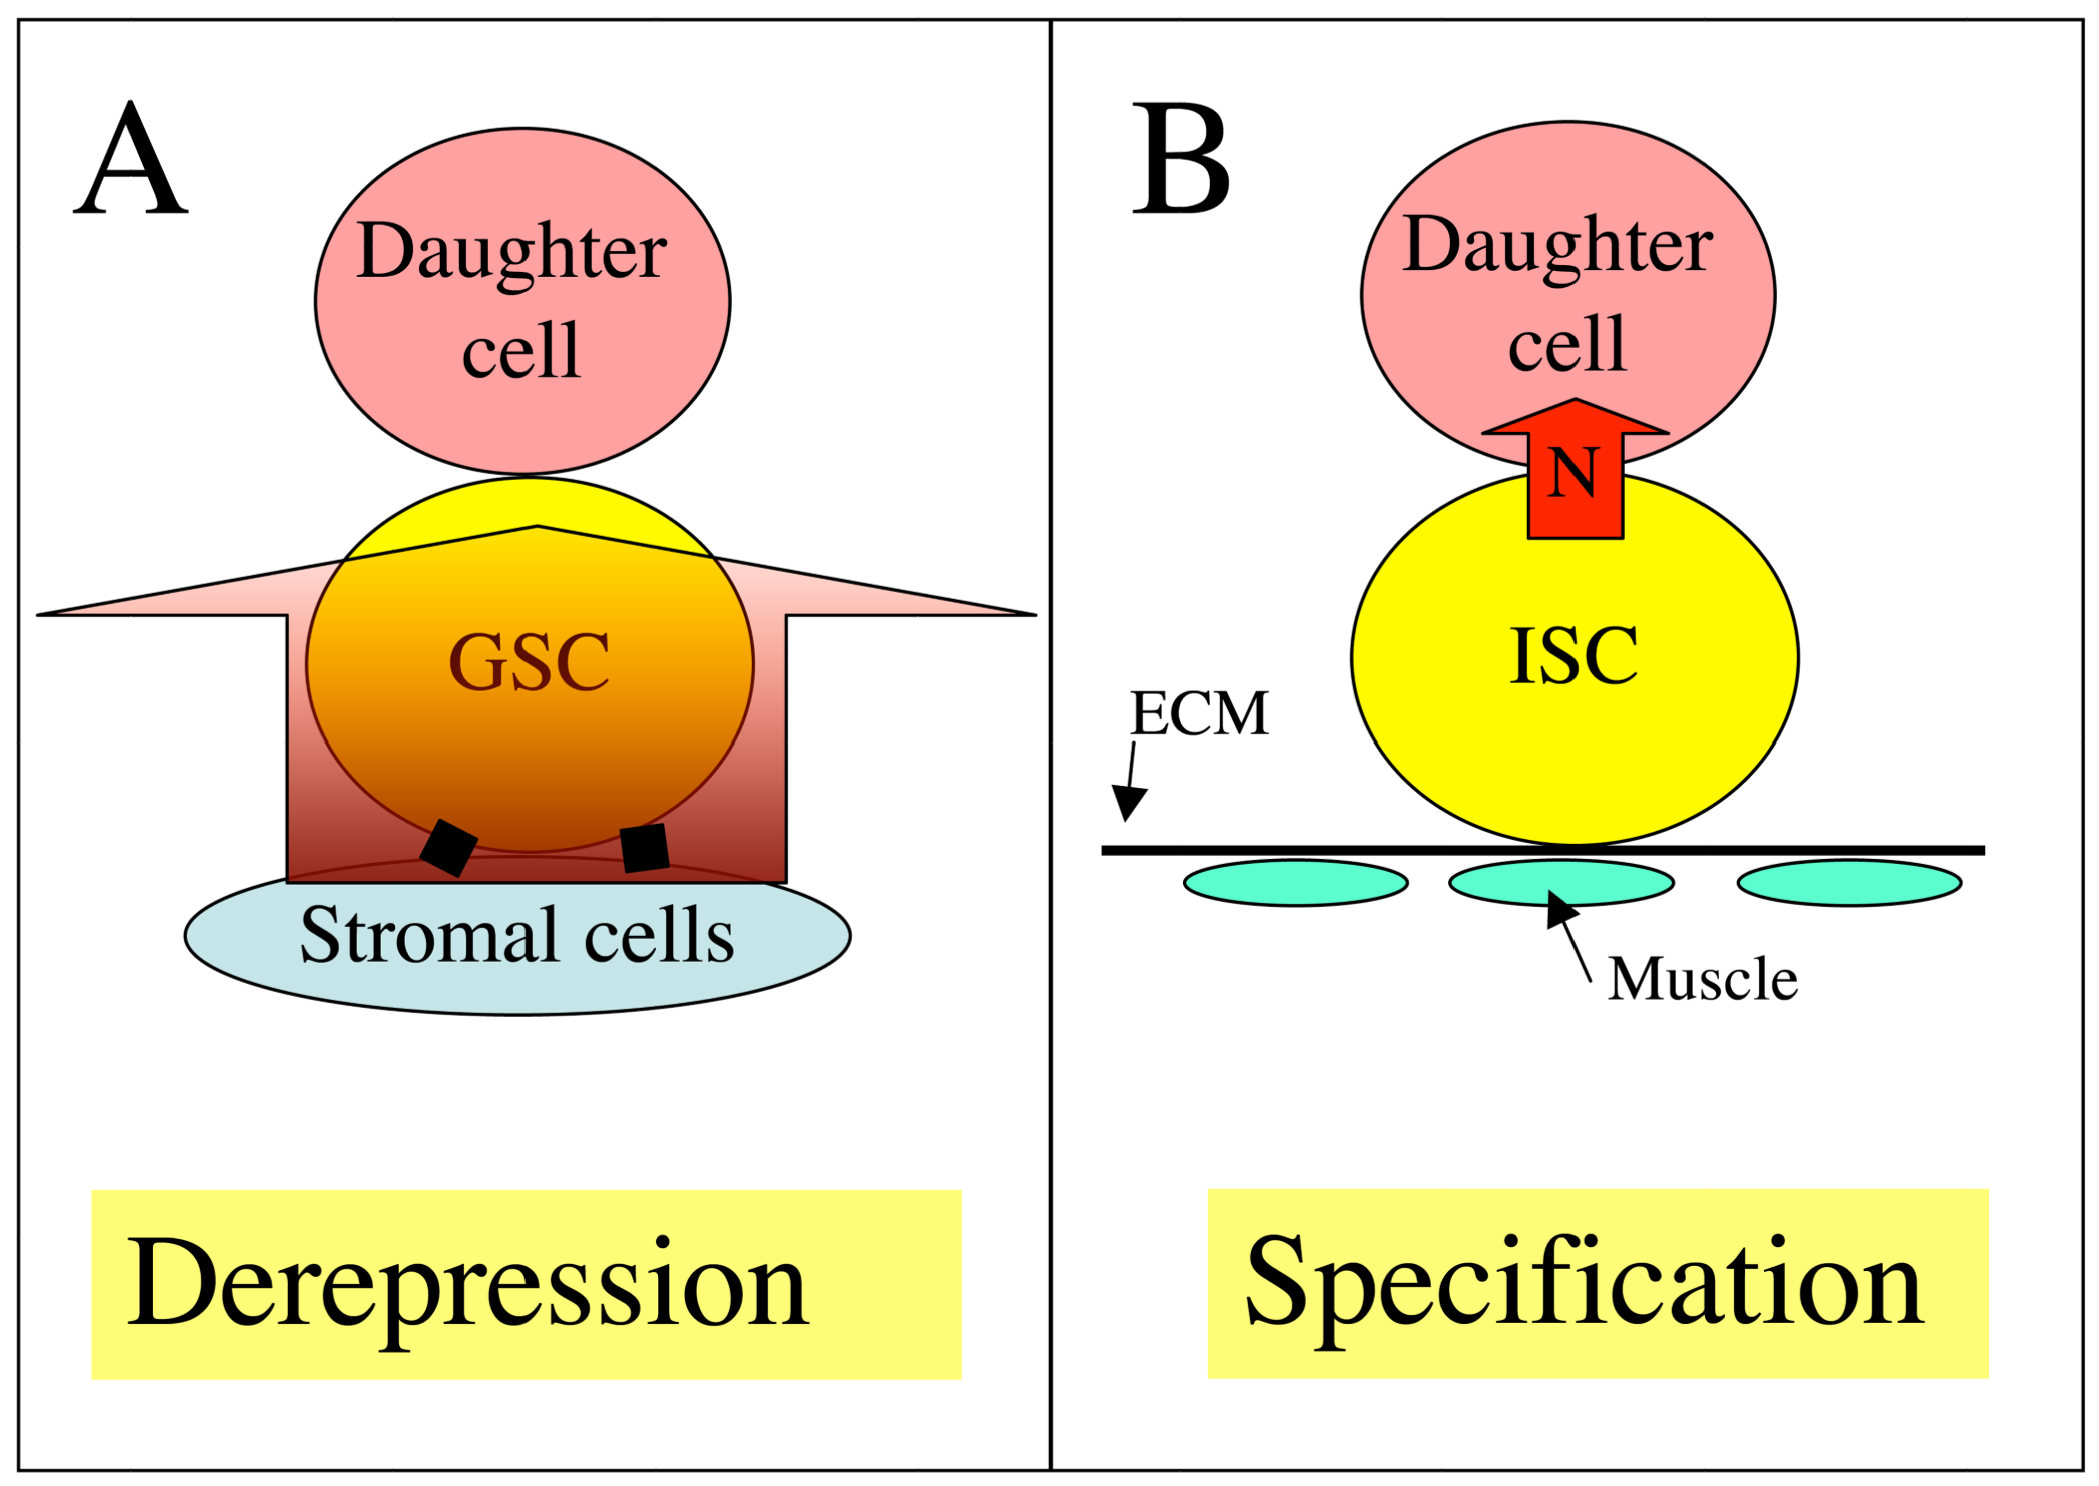 A
Daughter
cell
GSC
Stromal cells
Derepression
B
Daughter
cell
N
ISC
ECM
Muscle
Specification